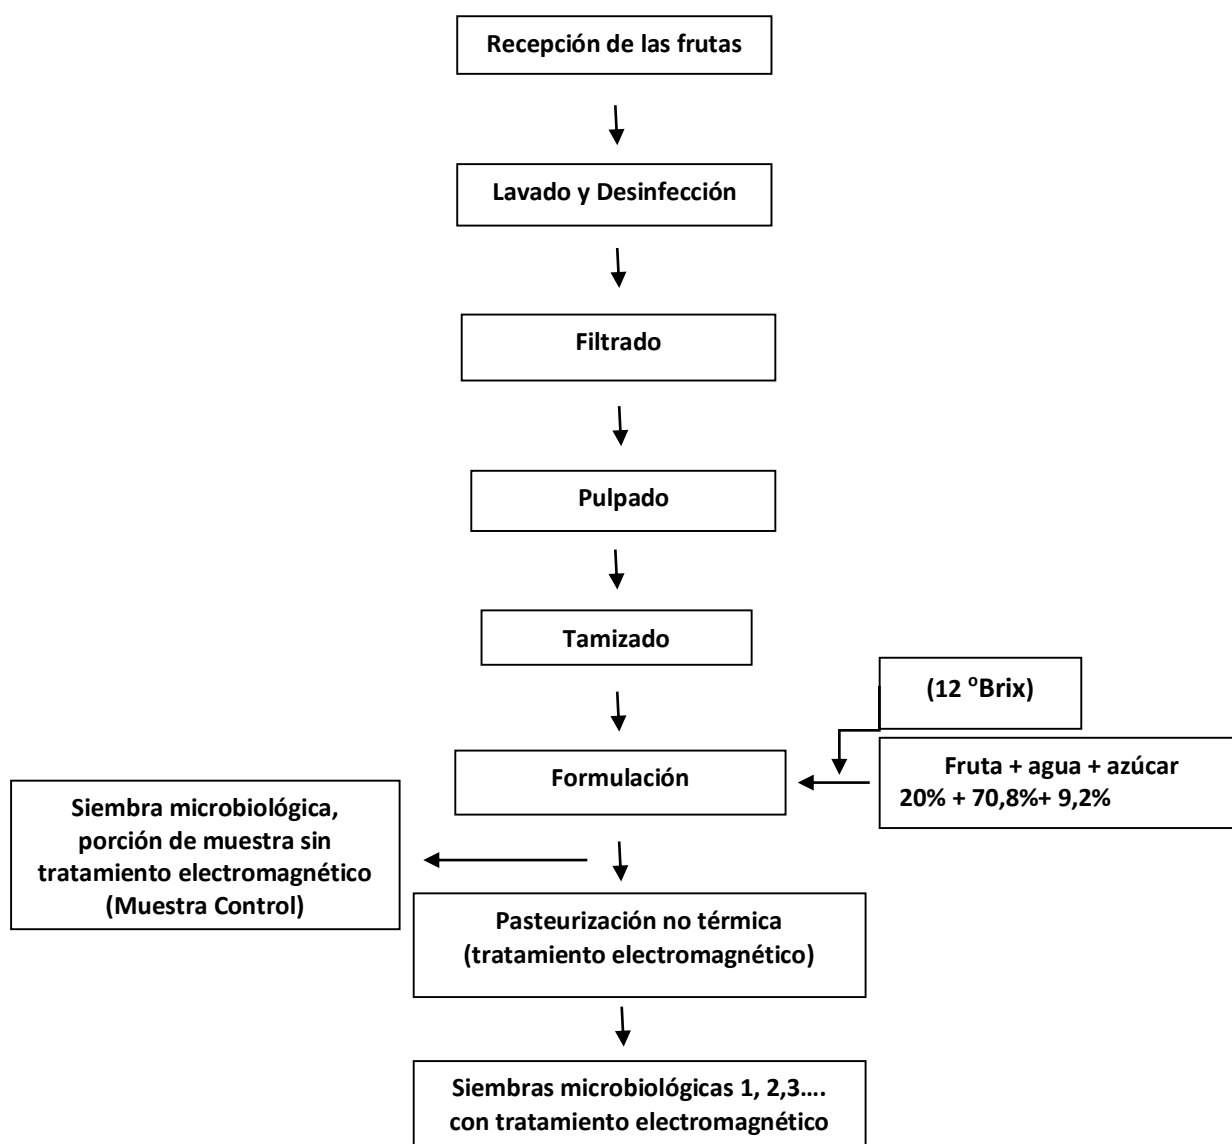 Recepción de las frutas
Lavado y Desinfección
Filtrado
Pulpado
Tamizado
(12 °Brix)
Formulación
Fruta + agua + azúcar
20% + 70,8%+ 9,2%
Siembra microbiológica,
porción de muestra sin
tratamiento electromagnético
(Muestra Control)
Pasteurización no térmica
(tratamiento electromagnético)
Siembras microbiológicas 1, 2,3....
con tratamiento electromagnético